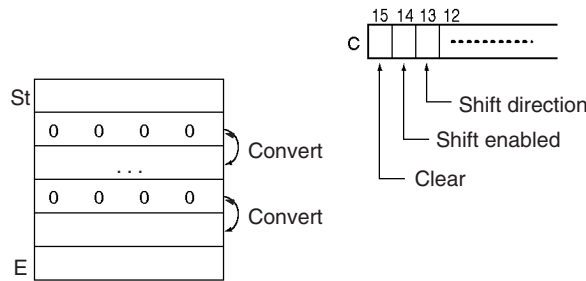 15 14 13 12
C
Shift direction
Shift enabled
Clear
St
0 0 0 0
Convert
...
0 0 0 0
Convert
E